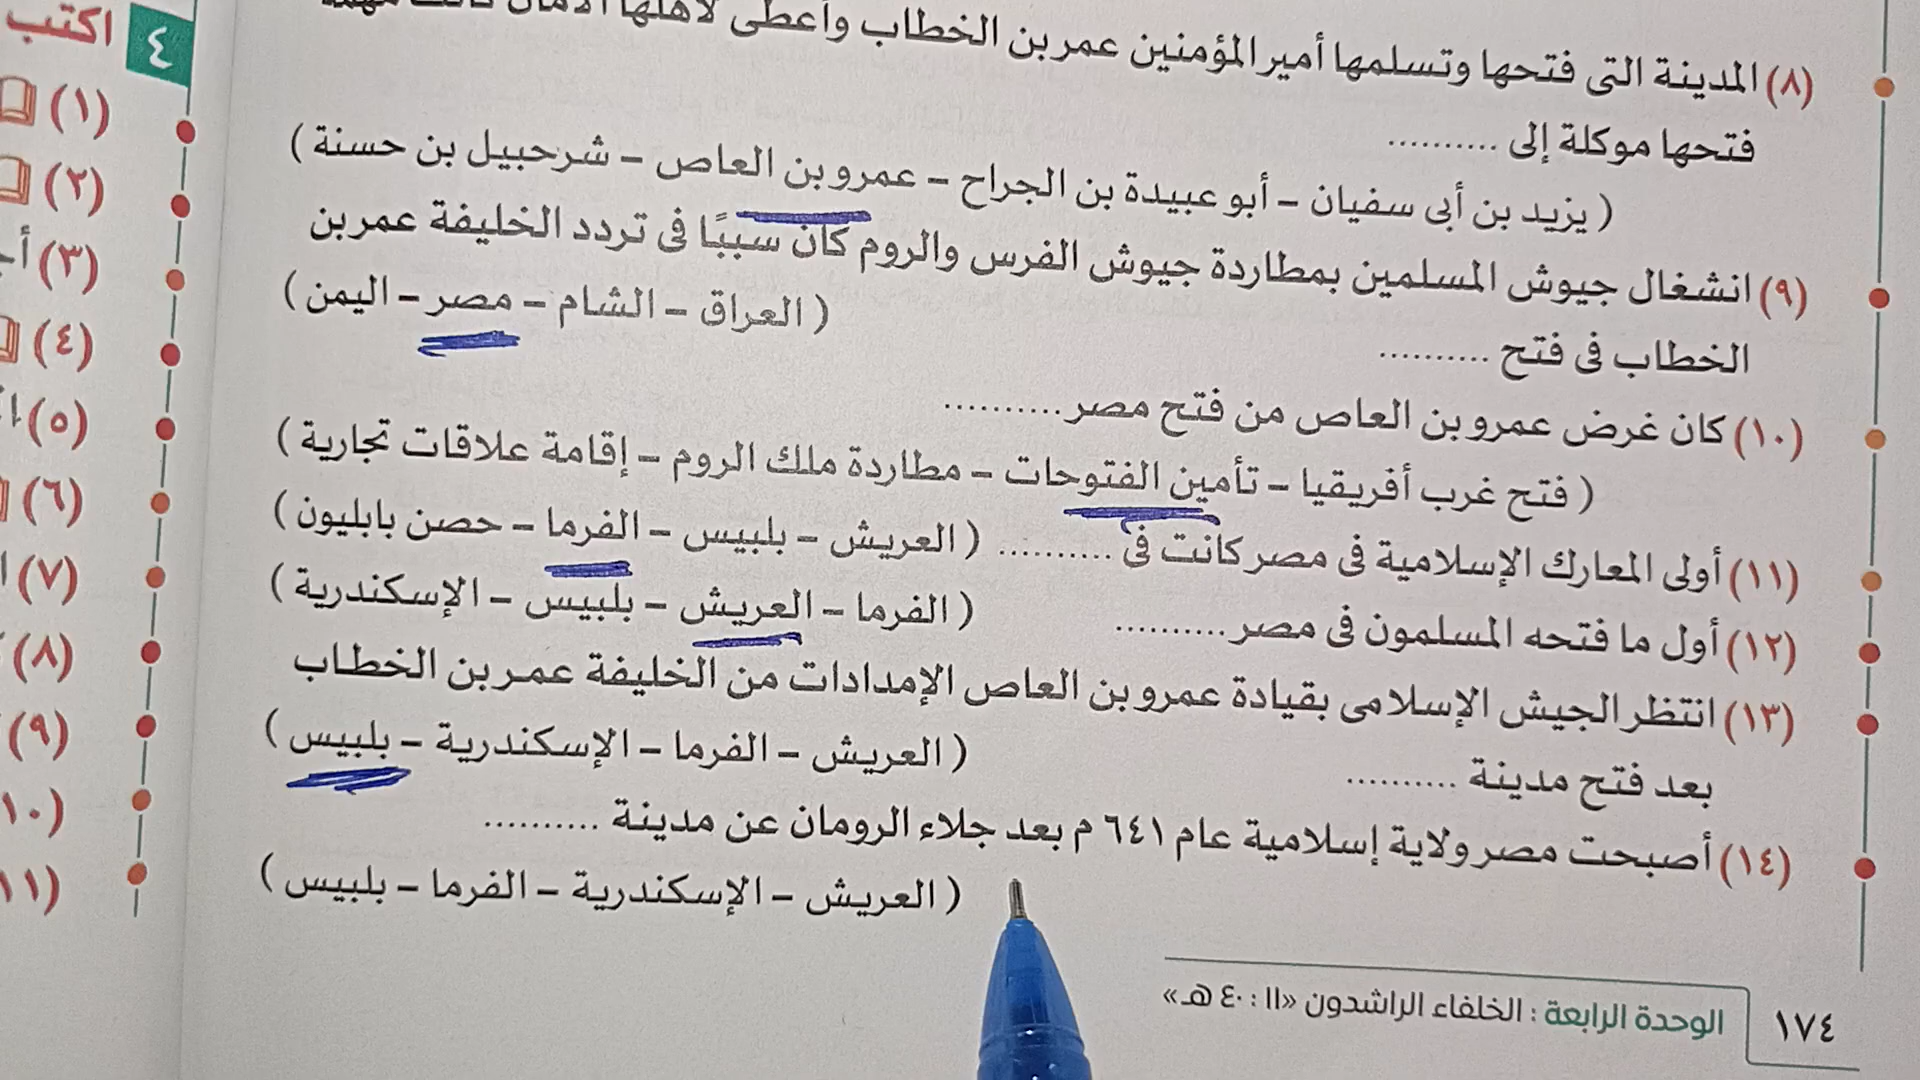 (٨) المدينة التى فتحها وتسلمها أمير المؤمنين عمر بن الخطاب وأعطى لأهلها الأمان كانت مهمة
فتحها موكلة إلى ..........
( يزيد بن أبى سفيان – أبو عبيدة بن الجراح – عمرو بن العاص – شرحبيل بن حسنة )
(٩) انشغال جيوش المسلمين بمطاردة جيوش الفرس والروم كان سببًا فى تردد الخليفة عمر بن
الخطاب فى فتح ..........
( العراق – الشام – مصر – اليمن )
(١٠) كان غرض عمرو بن العاص من فتح مصر ..........
( فتح غرب أفريقيا – تأمين الفتوحات – مطاردة ملك الروم – إقامة علاقات تجارية )
(١١) أولى المعارك الإسلامية فى مصر كانت فى .......... ( العريش – بلبيس – الفرما – حصن بابليون )
(١٢) أول ما فتحه المسلمون فى مصر .......... ( الفرما – العريش – بلبيس – الإسكندرية )
(١٣) انتظر الجيش الإسلامى بقيادة عمرو بن العاص الإمدادات من الخليفة عمر بن الخطاب
بعد فتح مدينة .......... ( العريش – الفرما – الإسكندرية – بلبيس )
(١٤) أصبحت مصر ولاية إسلامية عام ٦٤١ م بعد جلاء الرومان عن مدينة ..........
( العريش – الإسكندرية – الفرما – بلبيس )
١٧٤ الوحدة الرابعة : الخلفاء الراشدون «١١ : ٤٠ هـ»
٤ اكتب
(١)
(٢)
(٣)
(٤)
(٥)
(٦)
(٧)
(٨)
(٩)
(١٠
(١١